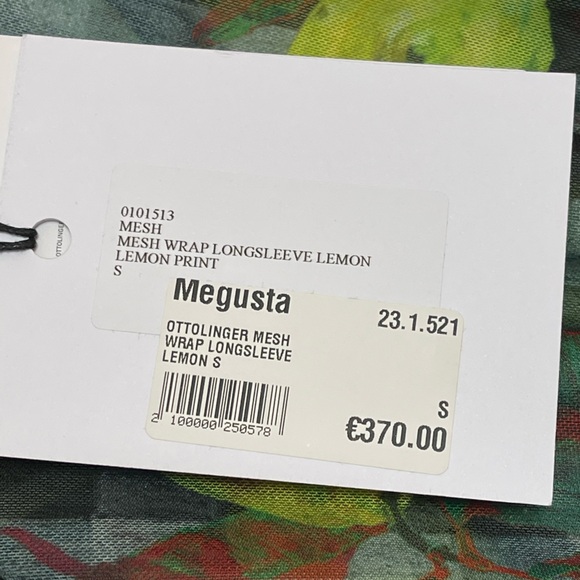 OTTOLINGER
0101513
MESH
MESH WRAP LONGSLEEVE LEMON
LEMON PRINT
S
Megusta
23.1.521
OTTOLINGER MESH
WRAP LONGSLEEVE
LEMON S
S
2 100000 250578
€370.00